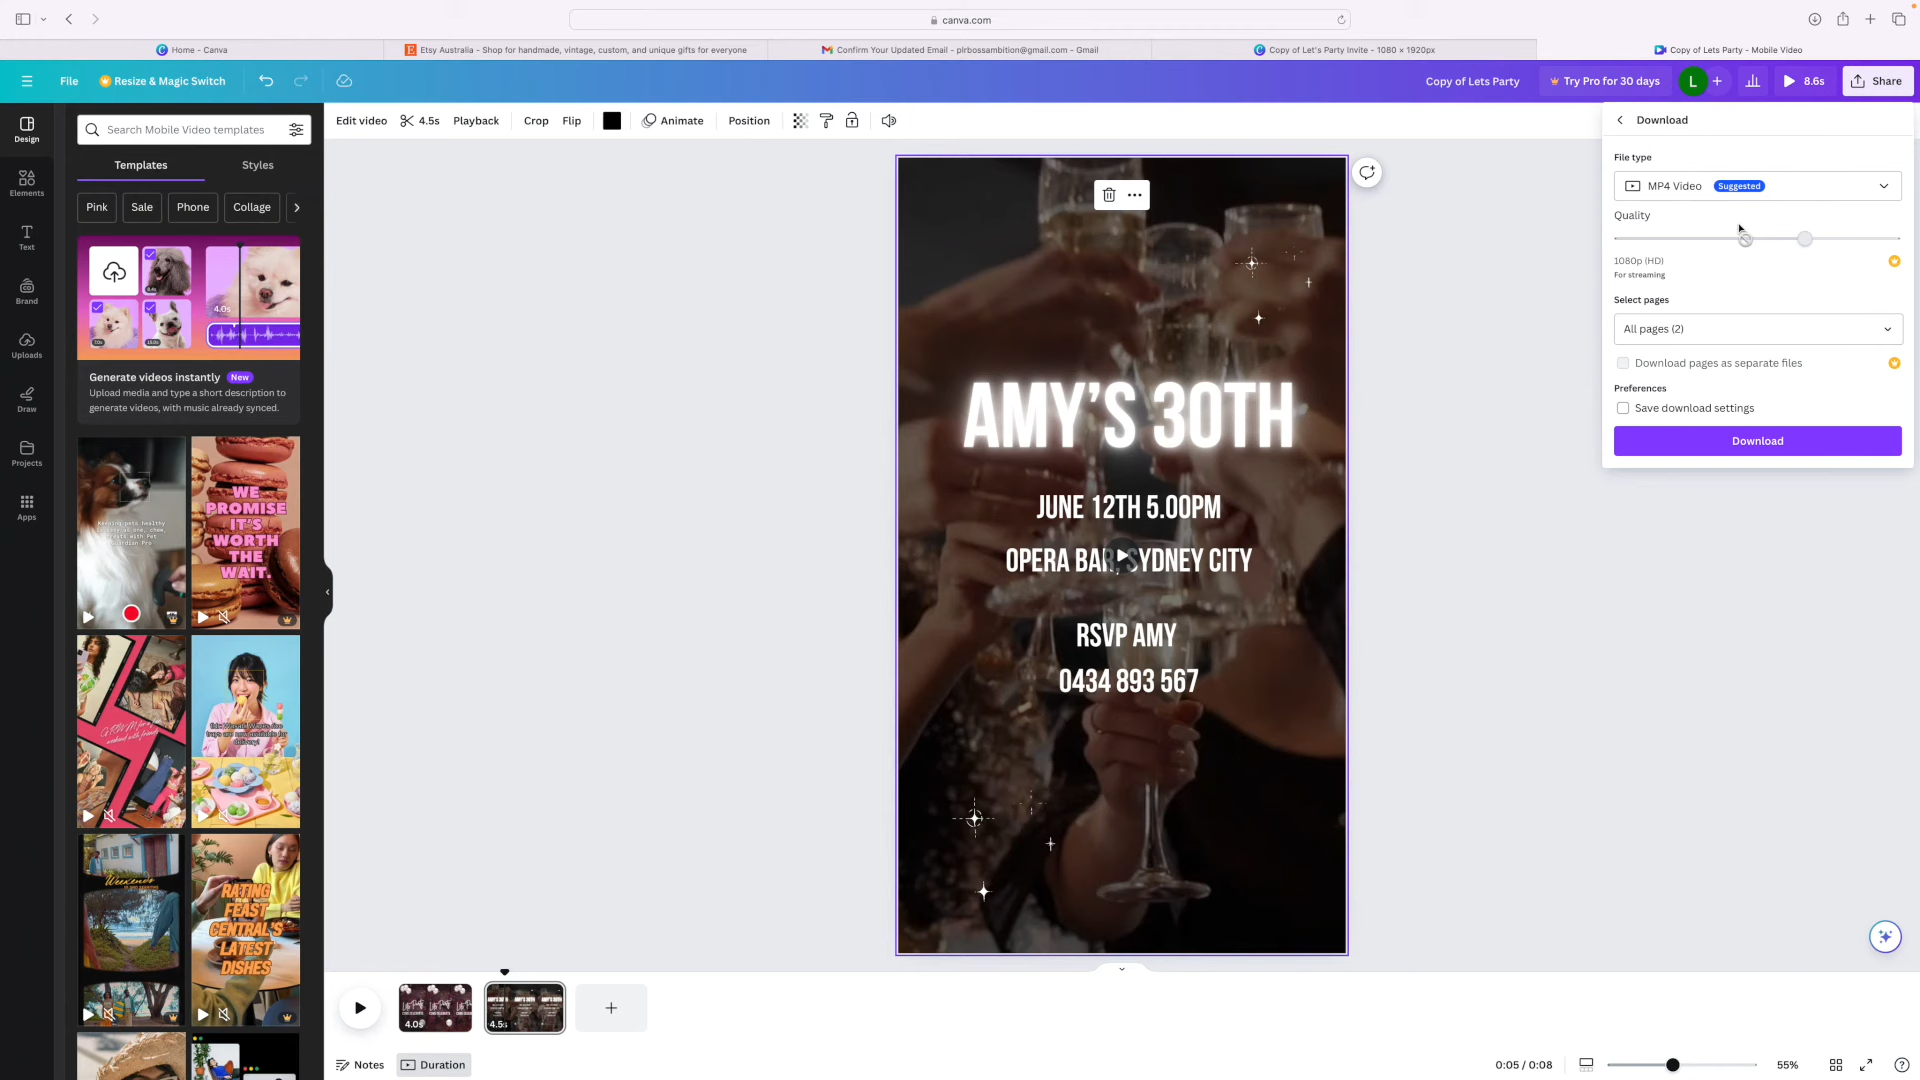 canva.com
Home - Canva
Etsy Australia - Shop for handmade, vintage, custom, and unique gifts for everyone
Confirm Your Updated Email - plrbossambition@gmail.com - Gmail
Copy of Let's Party Invite - 1080 × 1920px
Copy of Lets Party - Mobile Video
File
Resize & Magic Switch
Copy of Lets Party
Try Pro for 30 days
L
8.6s
Share
Design
Elements
Text
Brand
Uploads
Draw
Projects
Apps
Search Mobile Video templates
Templates
Styles
Pink
Sale
Phone
Collage
4.0s
Generate videos instantly New
Upload media and type a short description to
generate videos, with music already synced.
WE
PROMISE
IT'S
WORTH
THE
WAIT.
RATING
FEAST
CENTRAL'S
LATEST
DISHES
Edit video
4.5s
Playback
Crop
Flip
Animate
Position
AMY'S 30TH
JUNE 12TH 5.00PM
OPERA BAR, SYDNEY CITY
RSVP AMY
0434 893 567
Download
File type
MP4 Video Suggested
Quality
1080p (HD)
For streaming
Select pages
All pages (2)
Download pages as separate files
Preferences
Save download settings
Download
4.0s
AMY'S 30TH
4.5s
Notes
Duration
0:05 / 0:08
55%